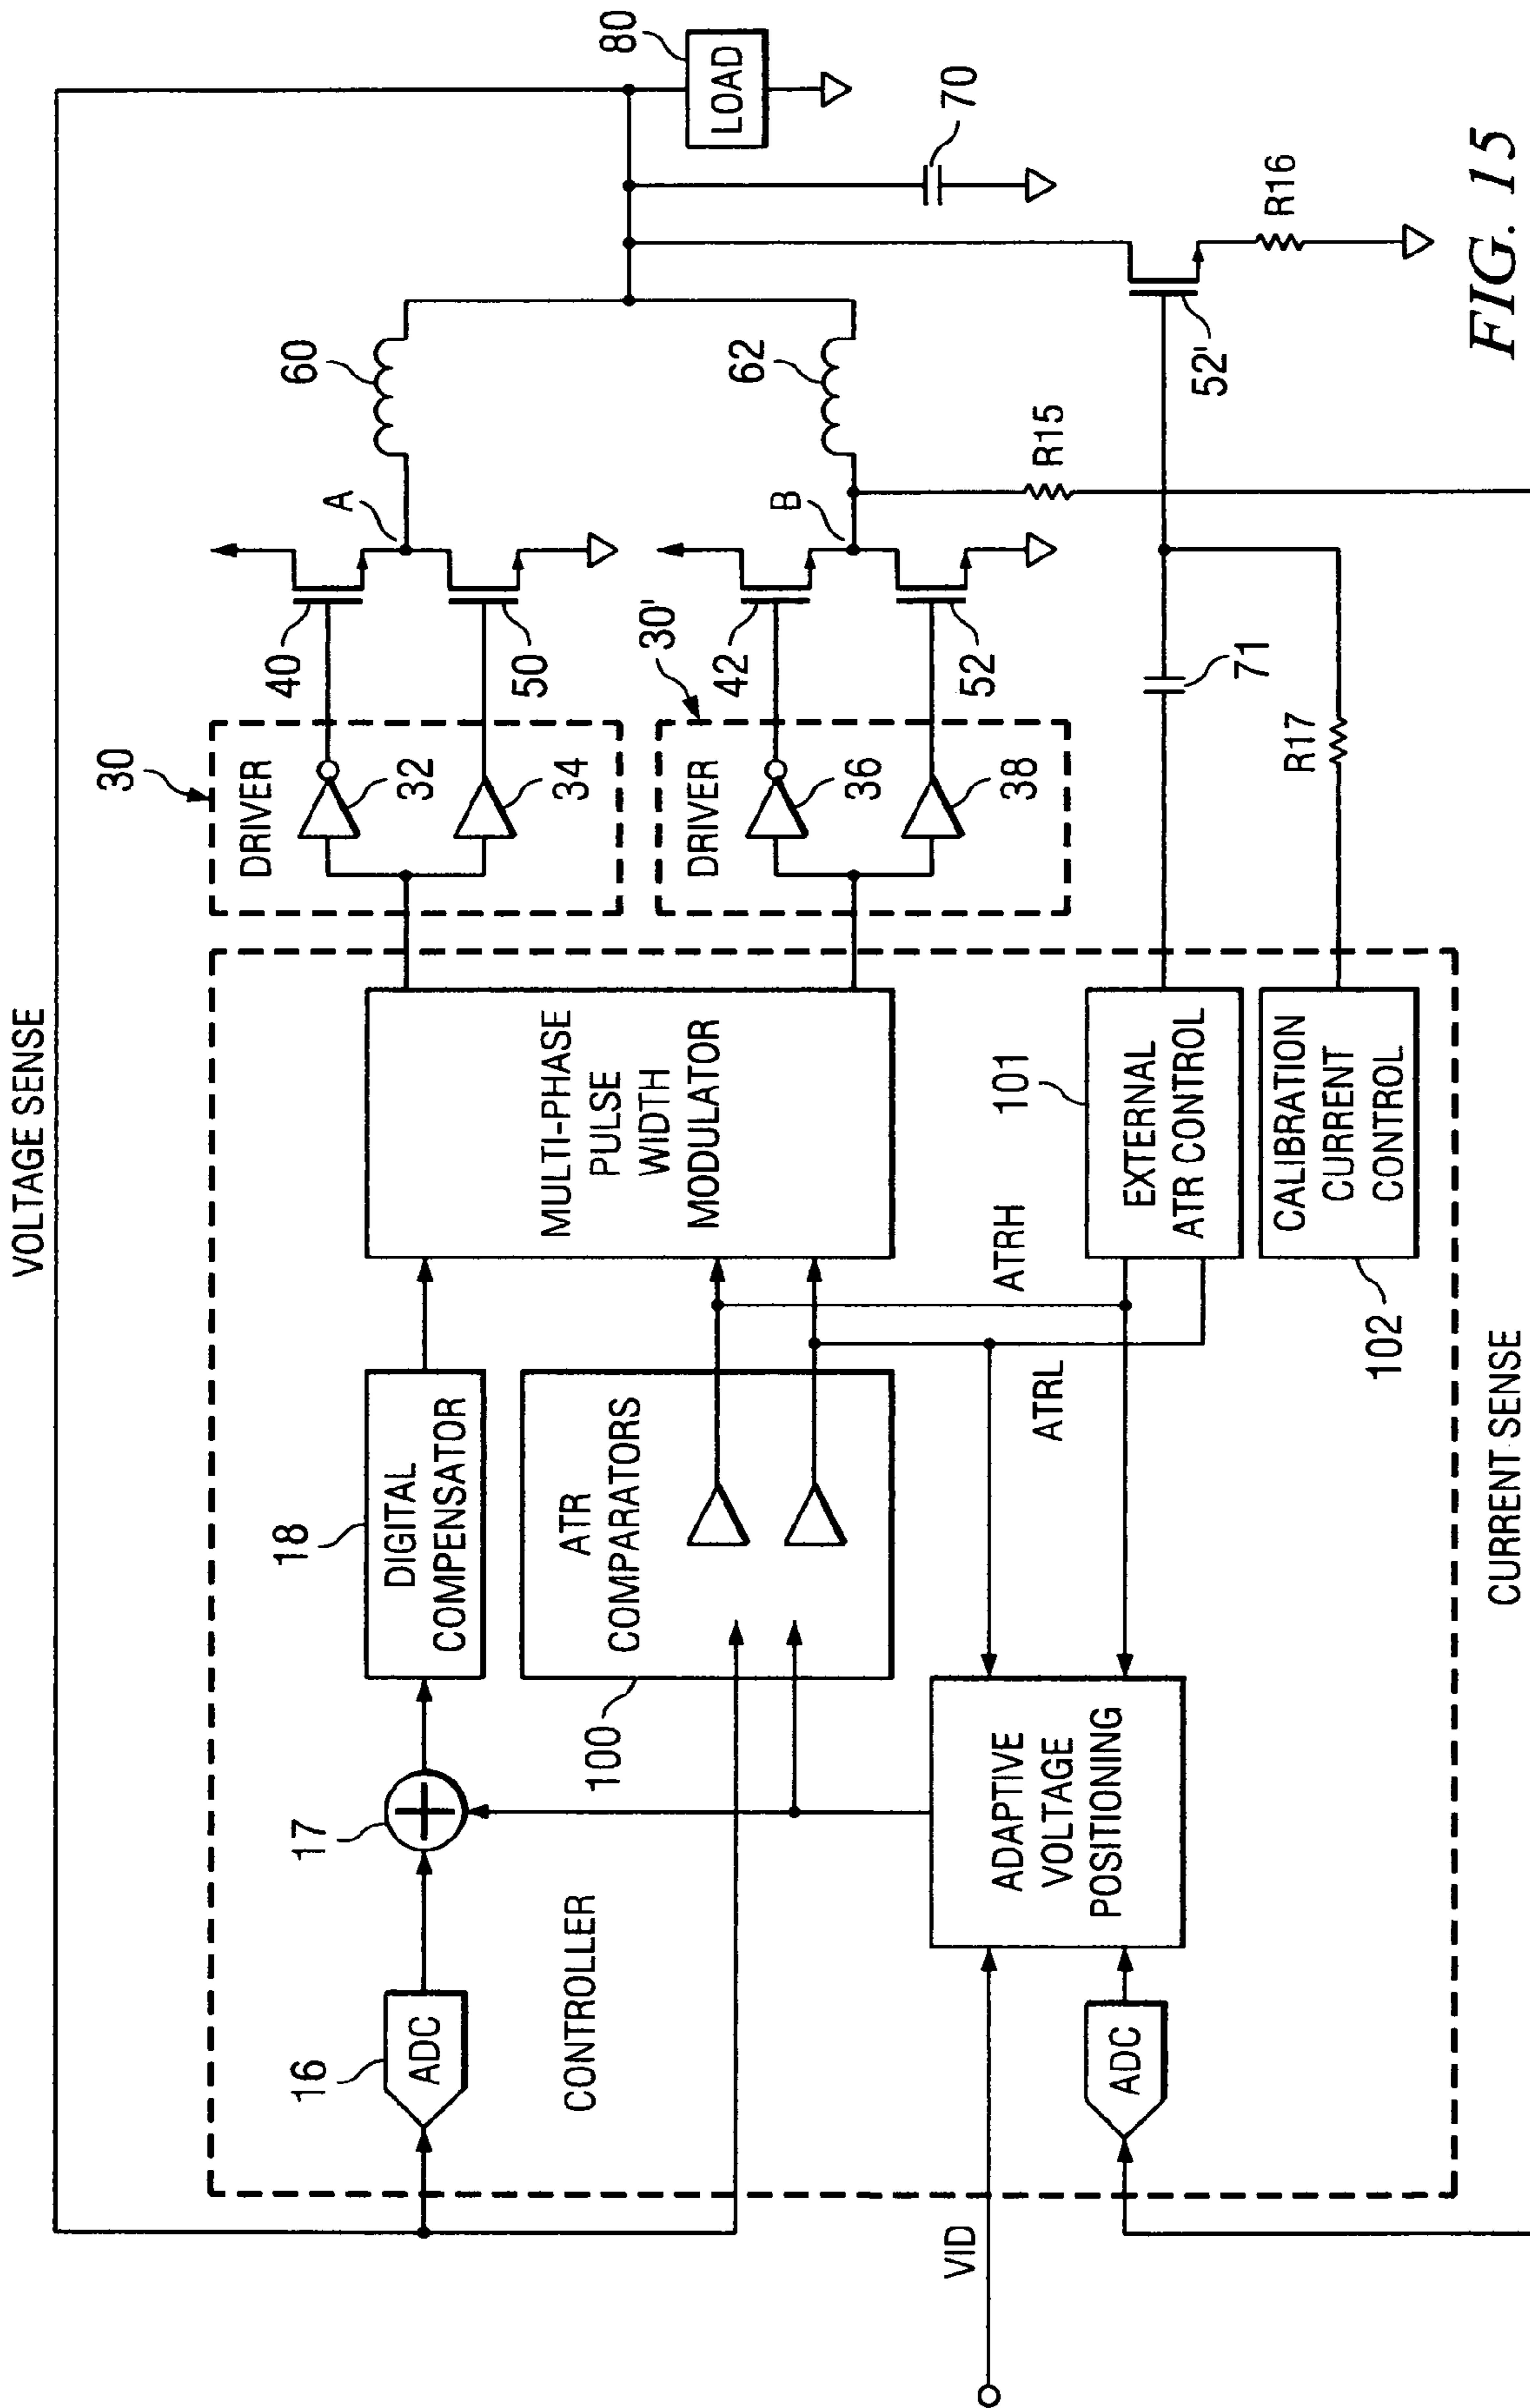 VOLTAGE SENSE
30
DRIVER
32
34
40
50
A
60
80
LOAD
70
30'
DRIVER
36
38
42
52
B
62
R15
71
R17
52'
R16
16
ADC
17
18
DIGITAL
COMPENSATOR
MULTI-PHASE
PULSE
WIDTH
MODULATOR
CONTROLLER
100
ATR
COMPARATORS
ATRH
ATRL
101
EXTERNAL
ATR CONTROL
CALIBRATION
CURRENT
CONTROL
102
ADAPTIVE
VOLTAGE
POSITIONING
VID
ADC
CURRENT SENSE
FIG. 15